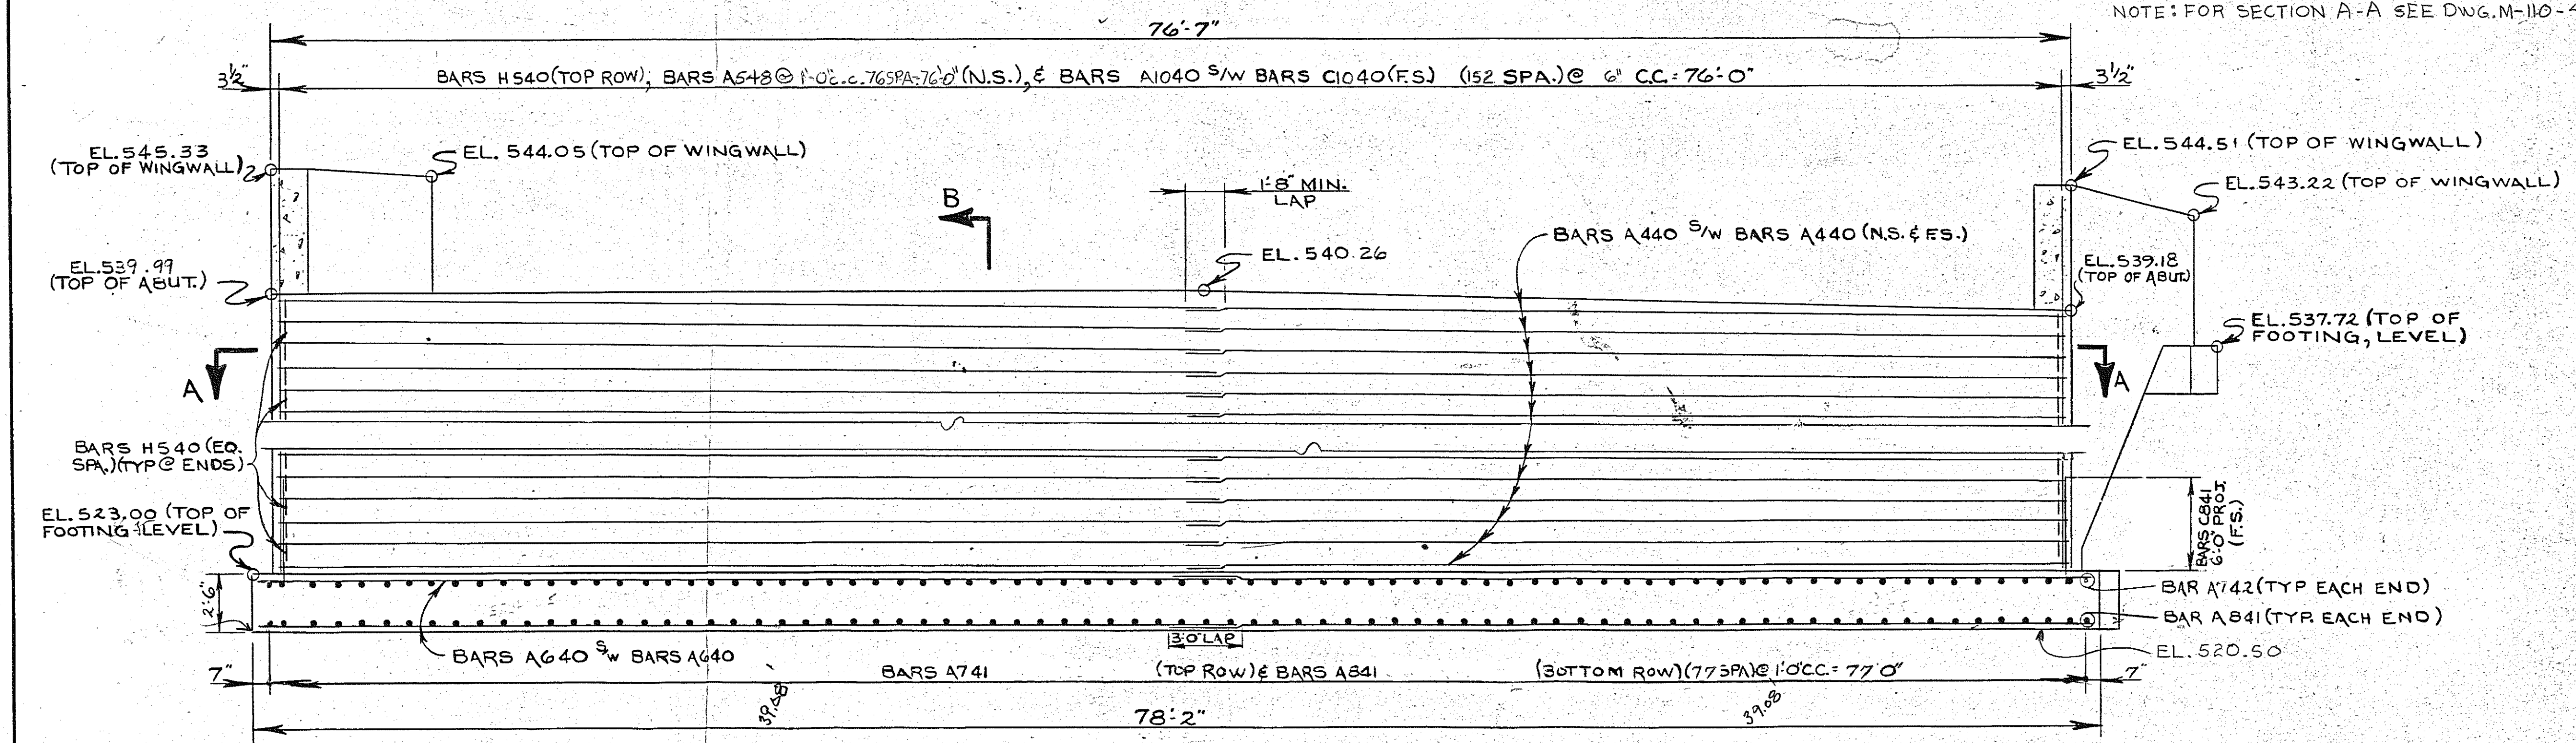 NOTE: FOR SECTION A-A SEE DWG.M-110-4
76'-7"
3½"
BARS H540 (TOP ROW), BARS A548 @ 1'-0" C.C. 76 SPA=76'-0" (N.S.), & BARS A1040 S/W BARS C1040 (F.S.) (152 SPA.) @ 6" C.C. = 76'-0"
3½"
EL. 545.33
(TOP OF WINGWALL)
EL. 544.05 (TOP OF WINGWALL)
EL. 544.51 (TOP OF WINGWALL)
EL. 543.22 (TOP OF WINGWALL)
B
1'-8" MIN.
LAP
BARS A440 S/W BARS A440 (N.S. & F.S.)
EL. 540.26
EL. 539.99
(TOP OF ABUT.)
EL. 539.18
(TOP OF ABUT)
EL. 537.72 (TOP OF
FOOTING, LEVEL)
A
A
BARS H540 (EQ.
SPA.) (TYP @ ENDS)
BARS C841
6'-0" PROJ.
(F.S.)
EL. 523.00 (TOP OF
FOOTING-LEVEL)
2'-6"
BAR A742 (TYP EACH END)
BAR A841 (TYP. EACH END)
3'-0" LAP
BARS A640 S/W BARS A640
EL. 520.50
7"
BARS A741 (TOP ROW) & BARS A841 (BOTTOM ROW) (77 SPA) @ 1'-0" C.C. = 77'-0"
7"
39.08
78'-2"